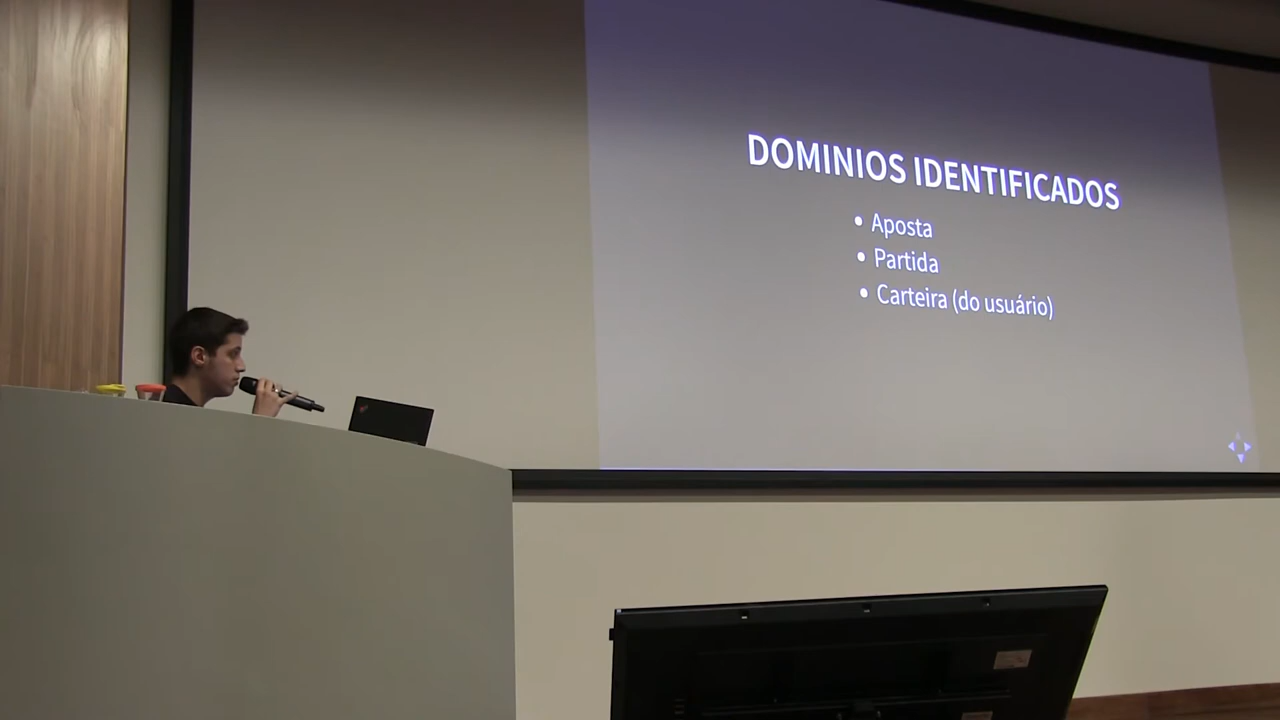 DOMINIOS IDENTIFICADOS
• Aposta
• Partida
• Carteira (do usuário)